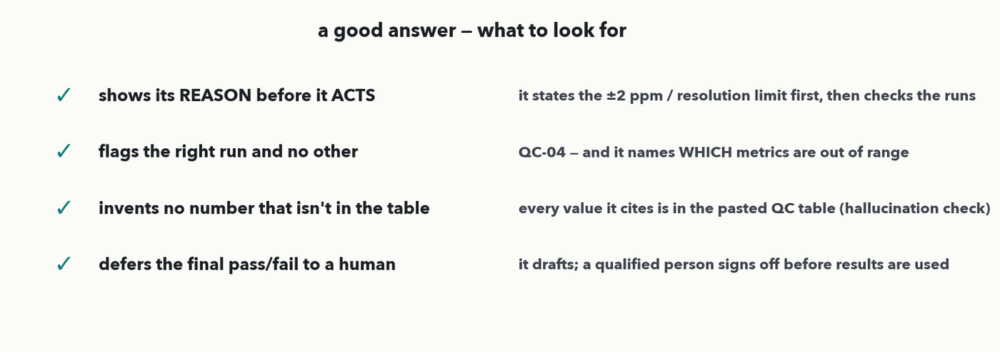 a good answer – what to look for
✓ shows its REASON before it ACTS it states the ±2 ppm / resolution limit first, then checks the runs
✓ flags the right run and no other QC-04 – and it names WHICH metrics are out of range
✓ invents no number that isn't in the table every value it cites is in the pasted QC table (hallucination check)
✓ defers the final pass/fail to a human it drafts; a qualified person signs off before results are used